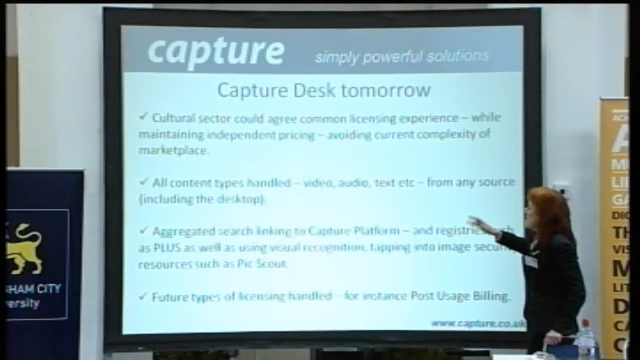 capture simply powerful solutions
Capture Desk tomorrow
✓ Cultural sector could agree common licensing experience – while
maintaining independent pricing – avoiding current complexity of
marketplace.
✓ All content types handled – video, audio, text etc – from any source
(including the desktop).
✓ Aggregated search linking to Capture Platform – and registries such
as PLUS as well as using visual recognition, tapping into image security
resources such as Pic Scout.
✓ Future types of licensing handled – for instance Post Usage Billing.
www.capture.co.uk
GHAM CITY
versity